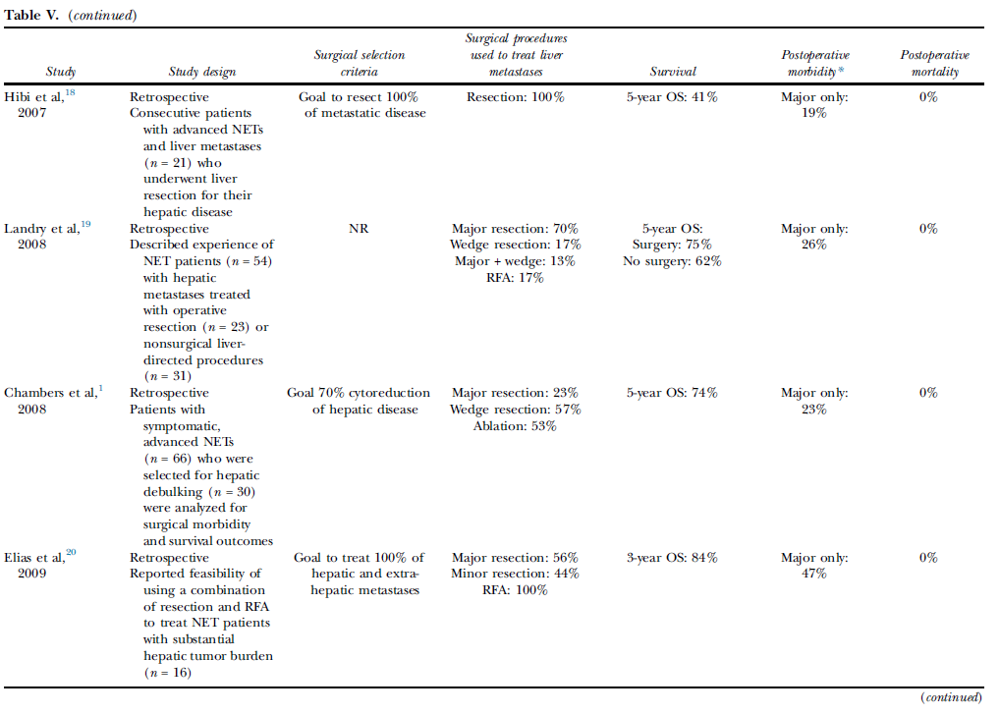 Table V. (continued)
Study
Study design
Surgical selection
criteria
Surgical procedures
used to treat liver
metastases
Survival
Postoperative
morbidity*
Postoperative
mortality
Hibi et al,18
2007
Retrospective
Consecutive patients
with advanced NETs
and liver metastases
(n = 21) who
underwent liver
resection for their
hepatic disease
Goal to resect 100%
of metastatic disease
Resection: 100%
5-year OS: 41%
Major only:
19%
0%
Landry et al,19
2008
Retrospective
Described experience of
NET patients (n = 54)
with hepatic
metastases treated
with operative
resection (n = 23) or
nonsurgical liver-
directed procedures
(n = 31)
NR
Major resection: 70%
Wedge resection: 17%
Major + wedge: 13%
RFA: 17%
5-year OS:
Surgery: 75%
No surgery: 62%
Major only:
26%
0%
Chambers et al,1
2008
Retrospective
Patients with
symptomatic,
advanced NETs
(n = 66) who were
selected for hepatic
debulking (n = 30)
were analyzed for
surgical morbidity
and survival outcomes
Goal 70% cytoreduction
of hepatic disease
Major resection: 23%
Wedge resection: 57%
Ablation: 53%
5-year OS: 74%
Major only:
23%
0%
Elias et al,20
2009
Retrospective
Reported feasibility of
using a combination
of resection and RFA
to treat NET patients
with substantial
hepatic tumor burden
(n = 16)
Goal to treat 100% of
hepatic and extra-
hepatic metastases
Major resection: 56%
Minor resection: 44%
RFA: 100%
3-year OS: 84%
Major only:
47%
0%
(continued)